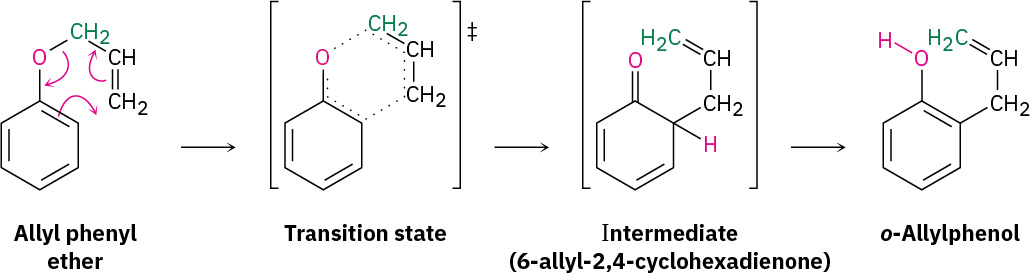 CH2
O
CH
CH2
Allyl phenyl
ether
CH2
O
CH
CH2
‡
Transition state
H2C
O
CH
CH2
H
Intermediate
(6-allyl-2,4-cyclohexadienone)
H
H2C
O
CH
CH2
o-Allylphenol